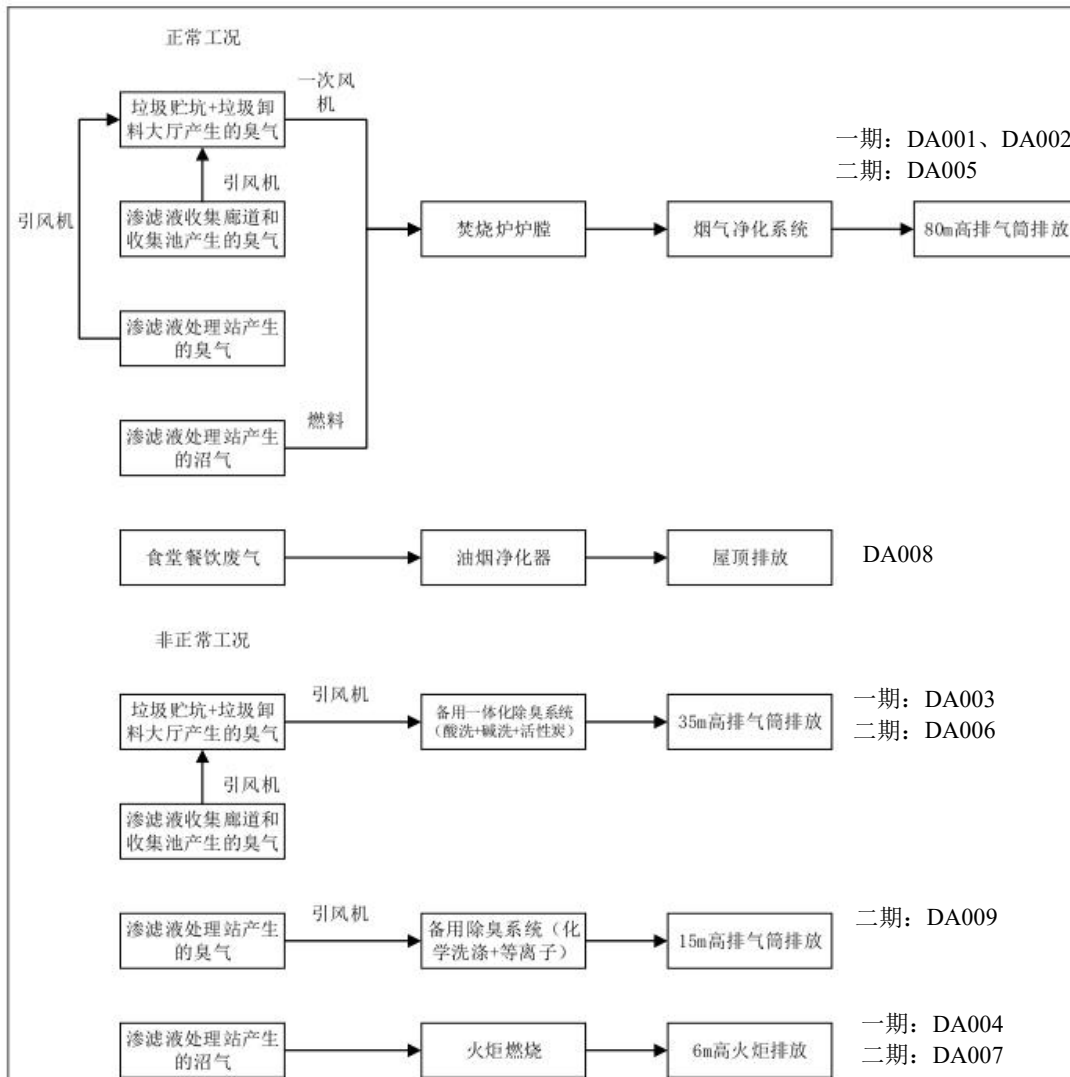 正常工况
一次风
机
垃圾贮坑+垃圾卸
料大厅产生的臭气
一期：DA001、DA002
二期：DA005
引风机
引风机
渗滤液收集廊道和
收集池产生的臭气
焚烧炉炉膛
烟气净化系统
80m高排气筒排放
渗滤液处理站产生
的臭气
燃料
渗滤液处理站产生
的沼气
食堂餐饮废气
油烟净化器
屋顶排放
DA008
非正常工况
引风机
垃圾贮坑+垃圾卸
料大厅产生的臭气
备用一体化除臭系统
（酸洗+碱洗+活性炭）
35m高排气筒排放
一期：DA003
二期：DA006
引风机
渗滤液收集廊道和
收集池产生的臭气
引风机
渗滤液处理站产生
的臭气
备用除臭系统（化
学洗涤+等离子）
15m高排气筒排放
二期：DA009
渗滤液处理站产生
的沼气
火炬燃烧
6m高火炬排放
一期：DA004
二期：DA007